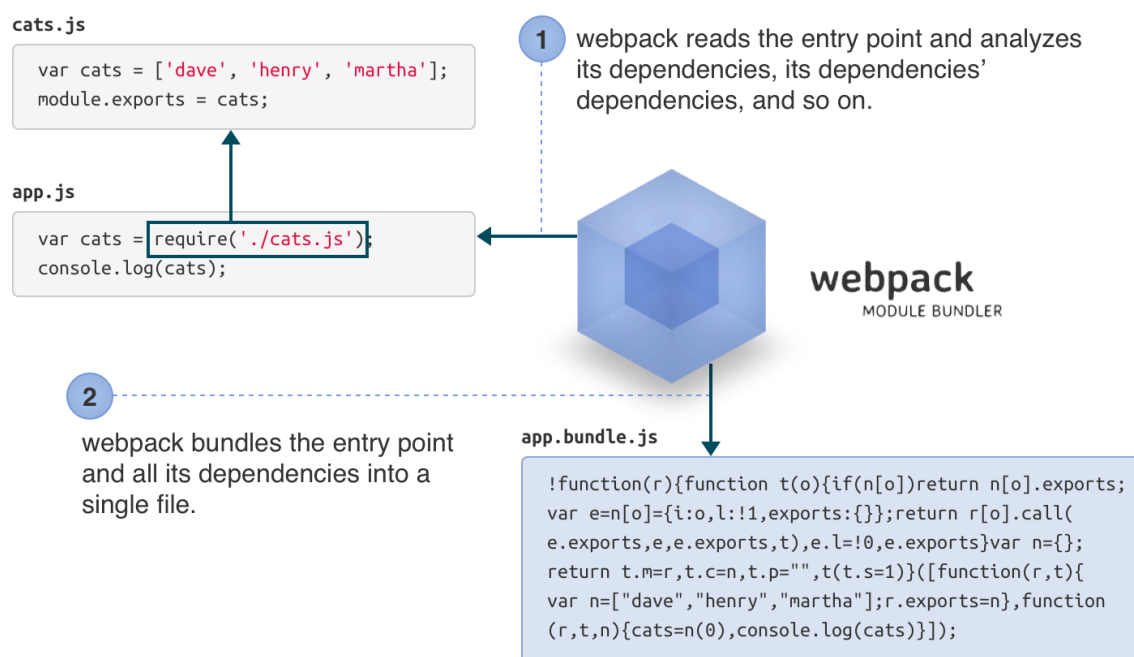 cats.js
var cats = ['dave', 'henry', 'martha'];
module.exports = cats;
app.js
var cats = require('./cats.js');
console.log(cats);
1
webpack reads the entry point and analyzes
its dependencies, its dependencies’
dependencies, and so on.
webpack
MODULE BUNDLER
2
webpack bundles the entry point
and all its dependencies into a
single file.
app.bundle.js
!function(r){function t(o){if(n[o])return n[o].exports;
var e=n[o]={i:o,l:!1,exports:{}};return r[o].call(
e.exports,e,e.exports,t),e.l=!0,e.exports}var n={};
return t.m=r,t.c=n,t.p="",t(t.s=1)}([function(r,t){
var n=["dave","henry","martha"];r.exports=n},function
(r,t,n){cats=n(0),console.log(cats)}]);